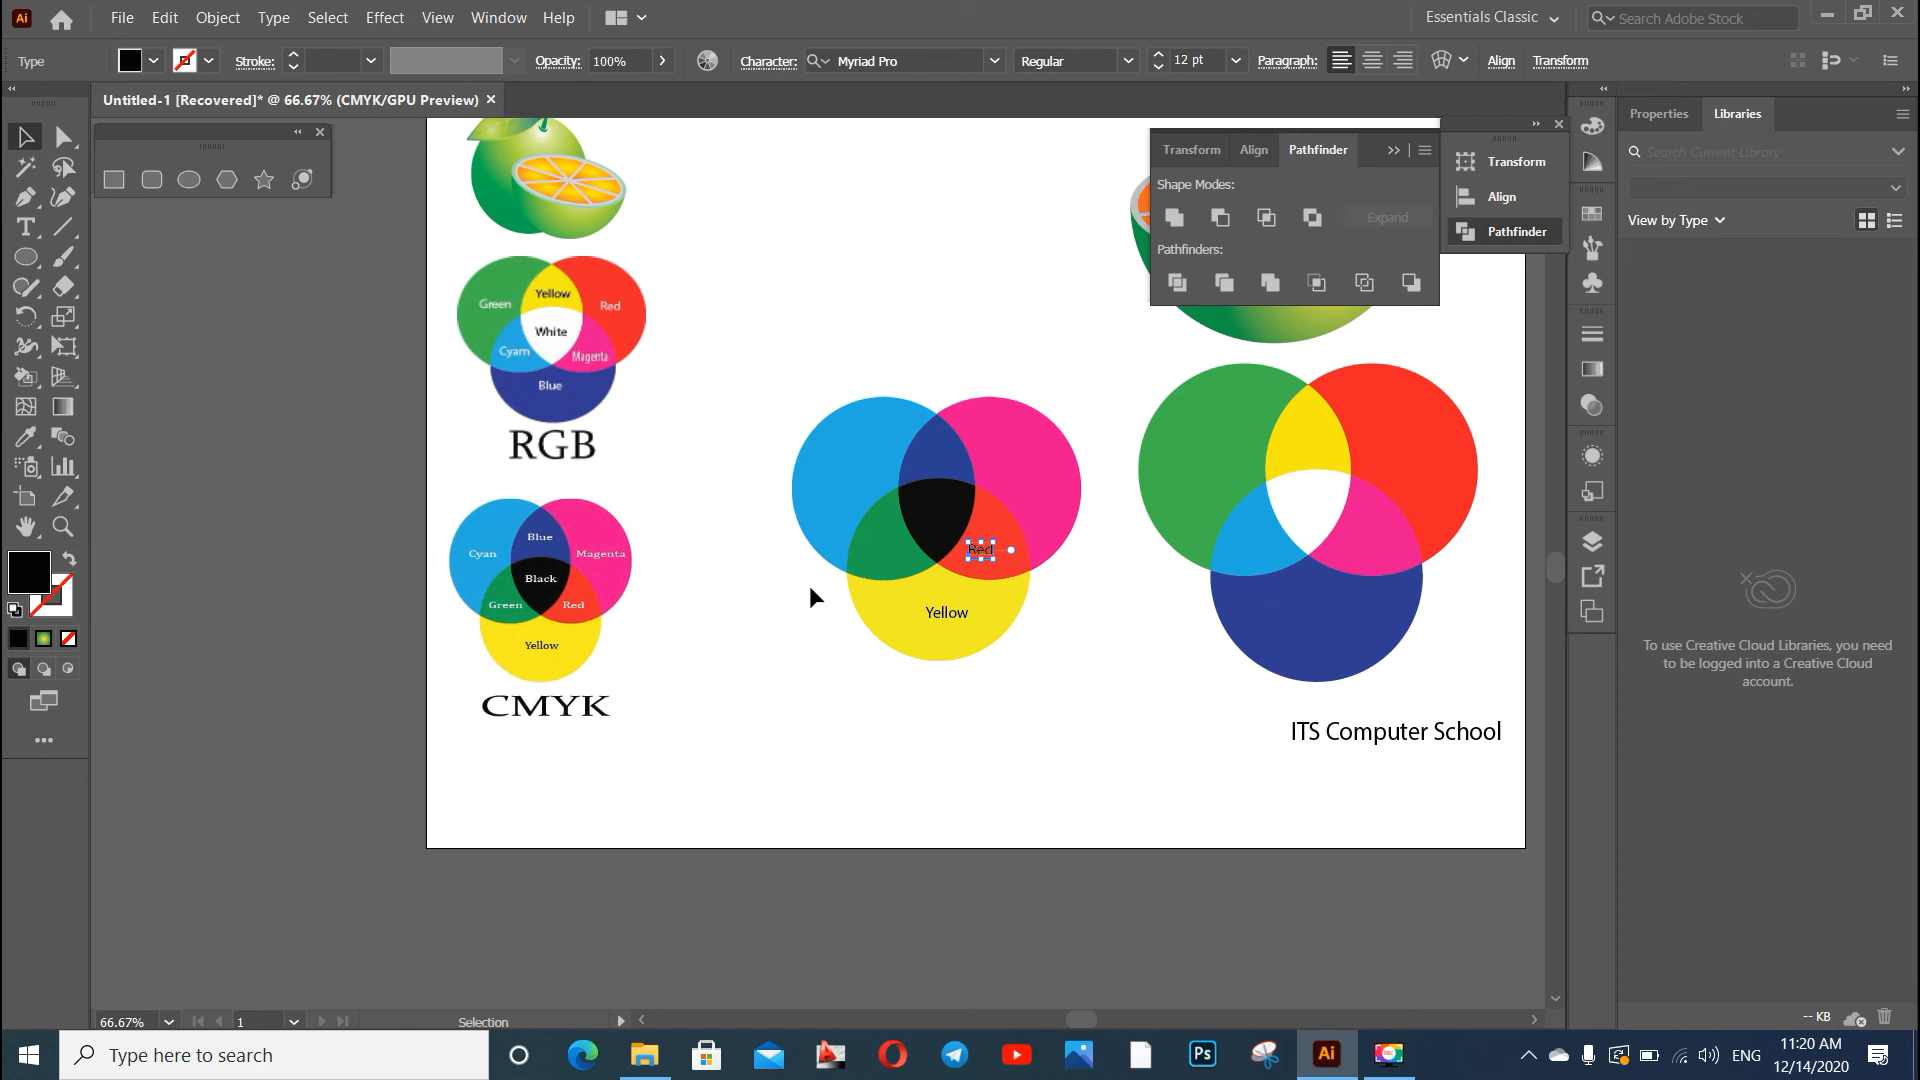 File Edit Object Type Select Effect View Window Help
Essentials Classic
Search Adobe Stock
Type
Stroke:
Opacity: 100%
Character: Myriad Pro
Regular
12 pt
Paragraph:
Align
Transform
Untitled-1 [Recovered]* @ 66.67% (CMYK/GPU Preview)
Properties
Libraries
Transform
Align
Pathfinder
Shape Modes:
Expand
Pathfinders:
Transform
Align
Pathfinder
Search Current Library
View by Type
Green
Yellow
Red
White
Cyam
Magenta
Blue
RGB
Cyan
Blue
Magenta
Black
Green
Red
Yellow
CMYK
Red
Yellow
ITS Computer School
To use Creative Cloud Libraries, you need
to be logged into a Creative Cloud
account.
-- KB
66.67%
1
Selection
Type here to search
Ps
Ai
ENG
11:20 AM
12/14/2020